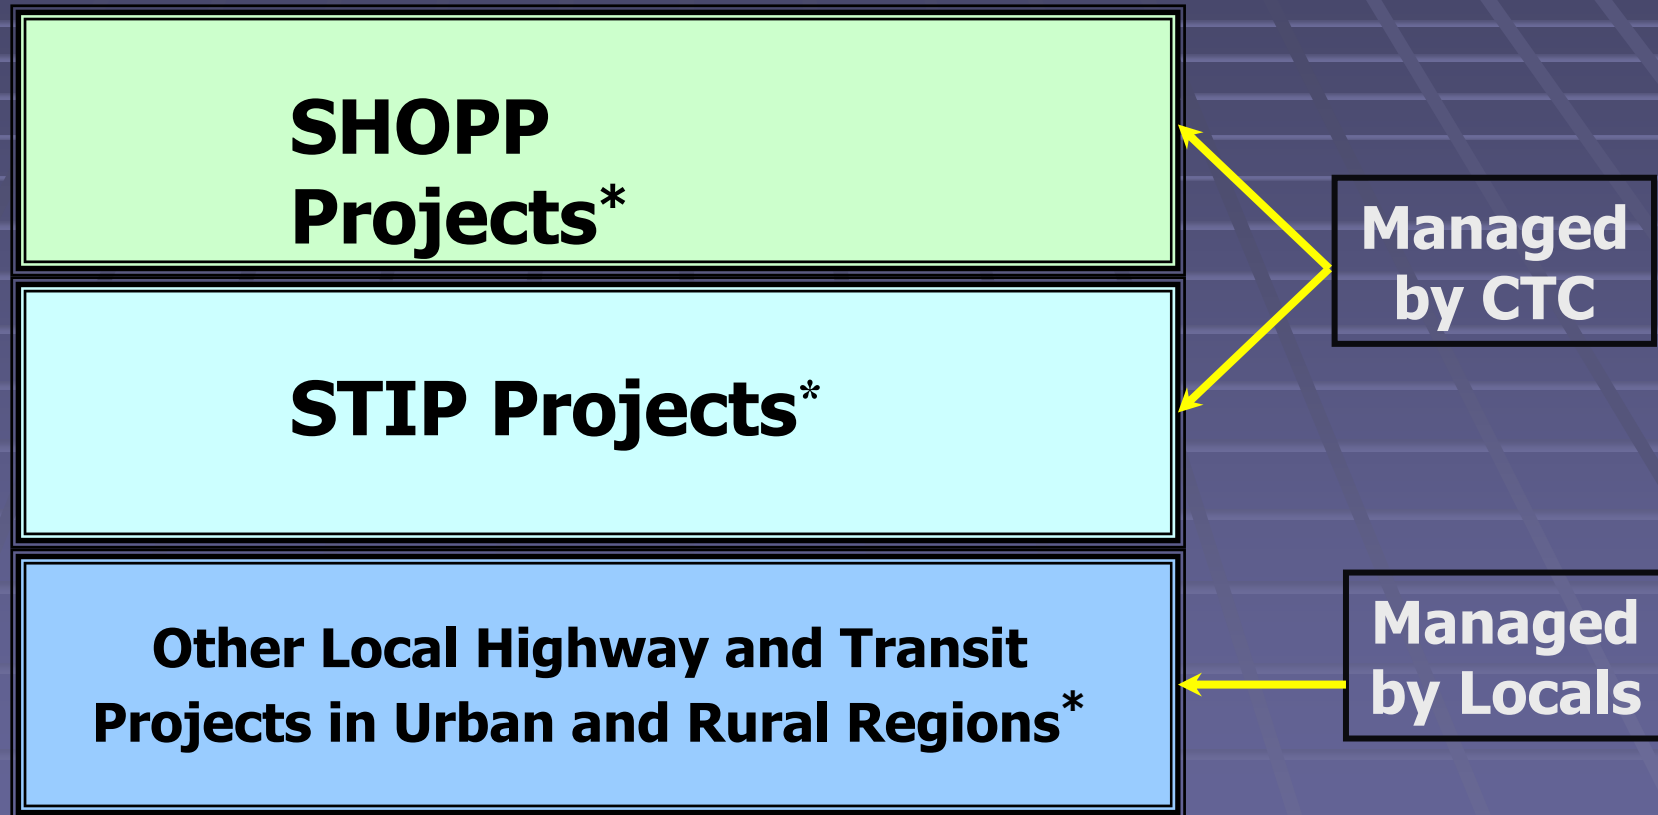 SHOPP
Projects*
Managed
by CTC
STIP Projects*
Other Local Highway and Transit
Projects in Urban and Rural Regions*
Managed
by Locals